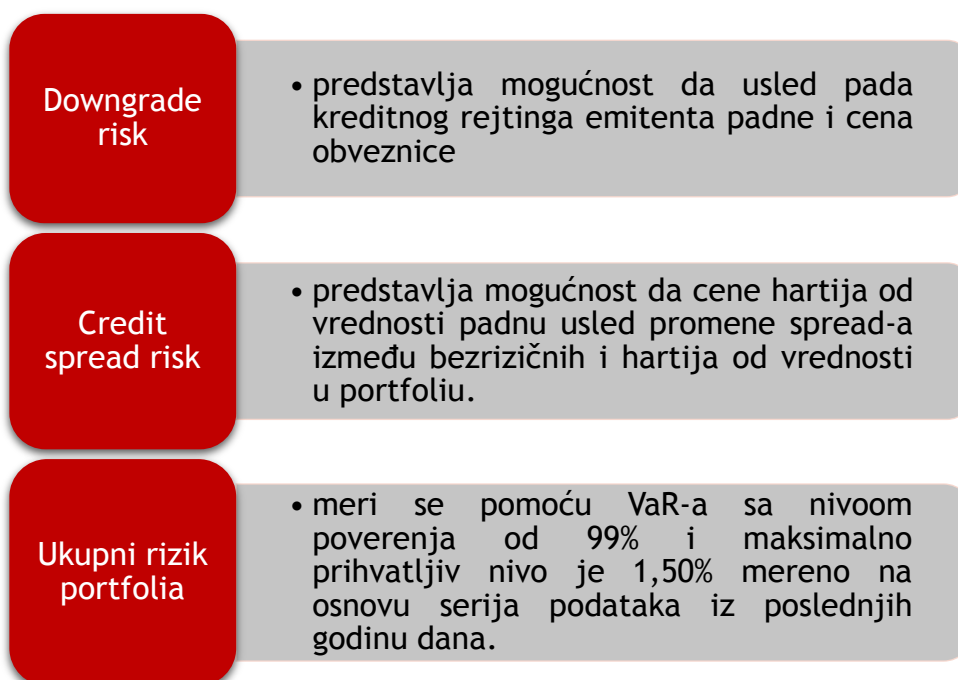 Downgrade
risk
• predstavlja mogućnost da usled pada
kreditnog rejtinga emitenta padne i cena
obveznice
Credit
spread risk
• predstavlja mogućnost da cene hartija od
vrednosti padnu usled promene spread-a
između bezrizičnih i hartija od vrednosti
u portfoliu.
Ukupni rizik
portfolia
• meri se pomoću VaR-a sa nivoom
poverenja od 99% i maksimalno
prihvatljiv nivo je 1,50% mereno na
osnovu serija podataka iz poslednjih
godinu dana.